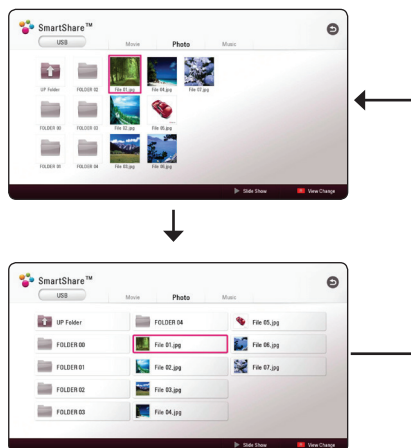 SmartShare™
USB
Movie Photo Music
UP Folder FOLDER 02 File 01.jpg File 04.jpg File 07.jpg
FOLDER 00 FOLDER 03 File 02.jpg File 05.jpg
FOLDER 01 FOLDER 04 File 03.jpg File 06.jpg
Slide Show View Change
SmartShare™
USB
Movie Photo Music
UP Folder FOLDER 04 File 05.jpg
FOLDER 00 File 01.jpg File 06.jpg
FOLDER 01 File 02.jpg File 07.jpg
FOLDER 02 File 03.jpg
FOLDER 03 File 04.jpg
Slide Show View Change